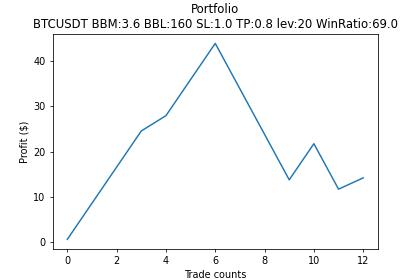 Portfolio
BTCUSDT BBM:3.6 BBL:160 SL:1.0 TP:0.8 lev:20 WinRatio:69.0
40
30
20
10
0
Profit ($)
0 2 4 6 8 10 12
Trade counts